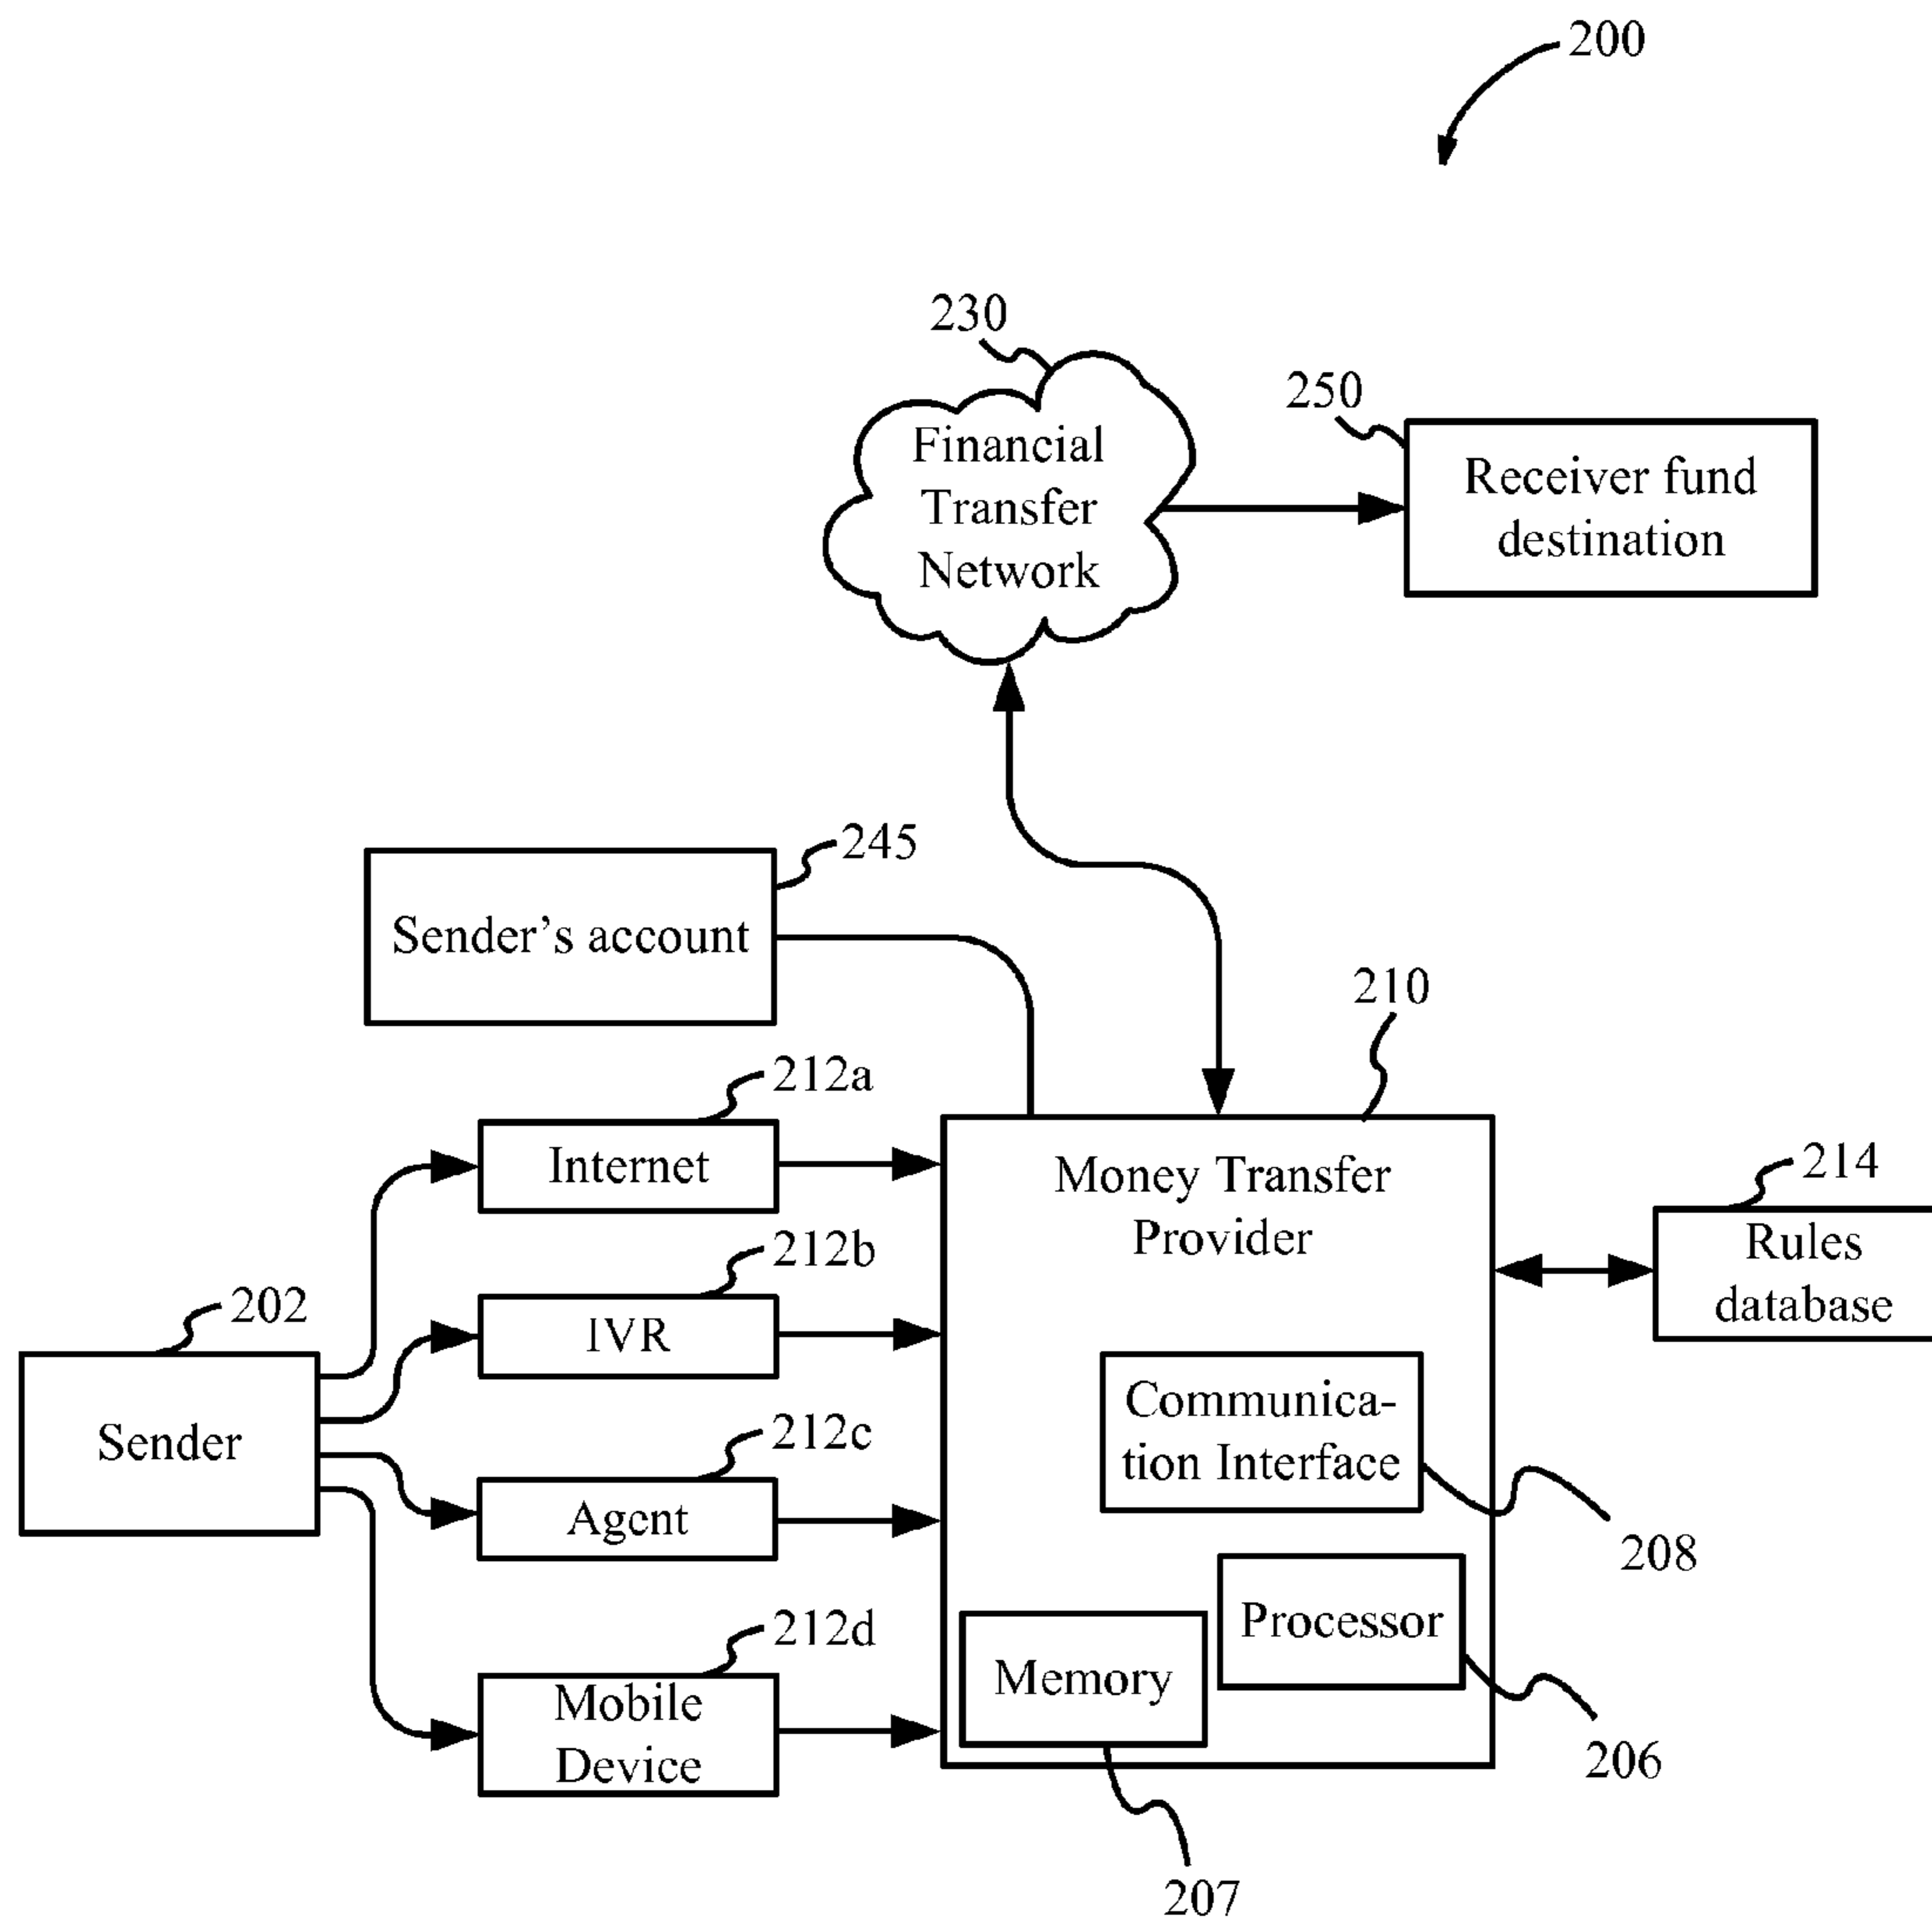 200
230
Financial
Transfer
Network
250
Receiver fund
destination
245
Sender's account
210
212a
Internet
Money Transfer
Provider
214
Rules
database
212b
IVR
202
Sender
Communica-
tion Interface
208
212c
Agent
Processor
206
212d
Mobile
Device
Memory
207